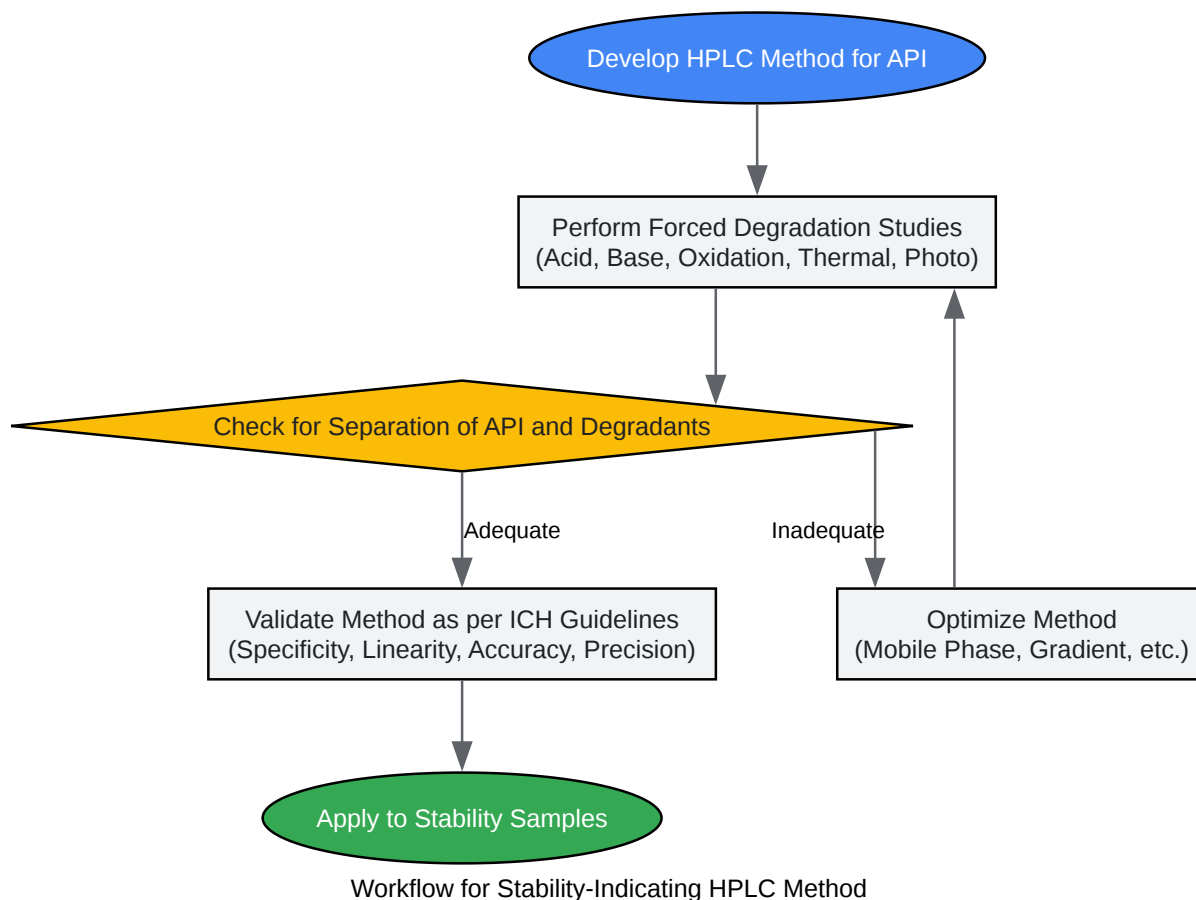 Develop HPLC Method for API
Perform Forced Degradation Studies
(Acid, Base, Oxidation, Thermal, Photo)
Check for Separation of API and Degradants
Adequate
Inadequate
Validate Method as per ICH Guidelines
(Specificity, Linearity, Accuracy, Precision)
Optimize Method
(Mobile Phase, Gradient, etc.)
Apply to Stability Samples
Workflow for Stability-Indicating HPLC Method